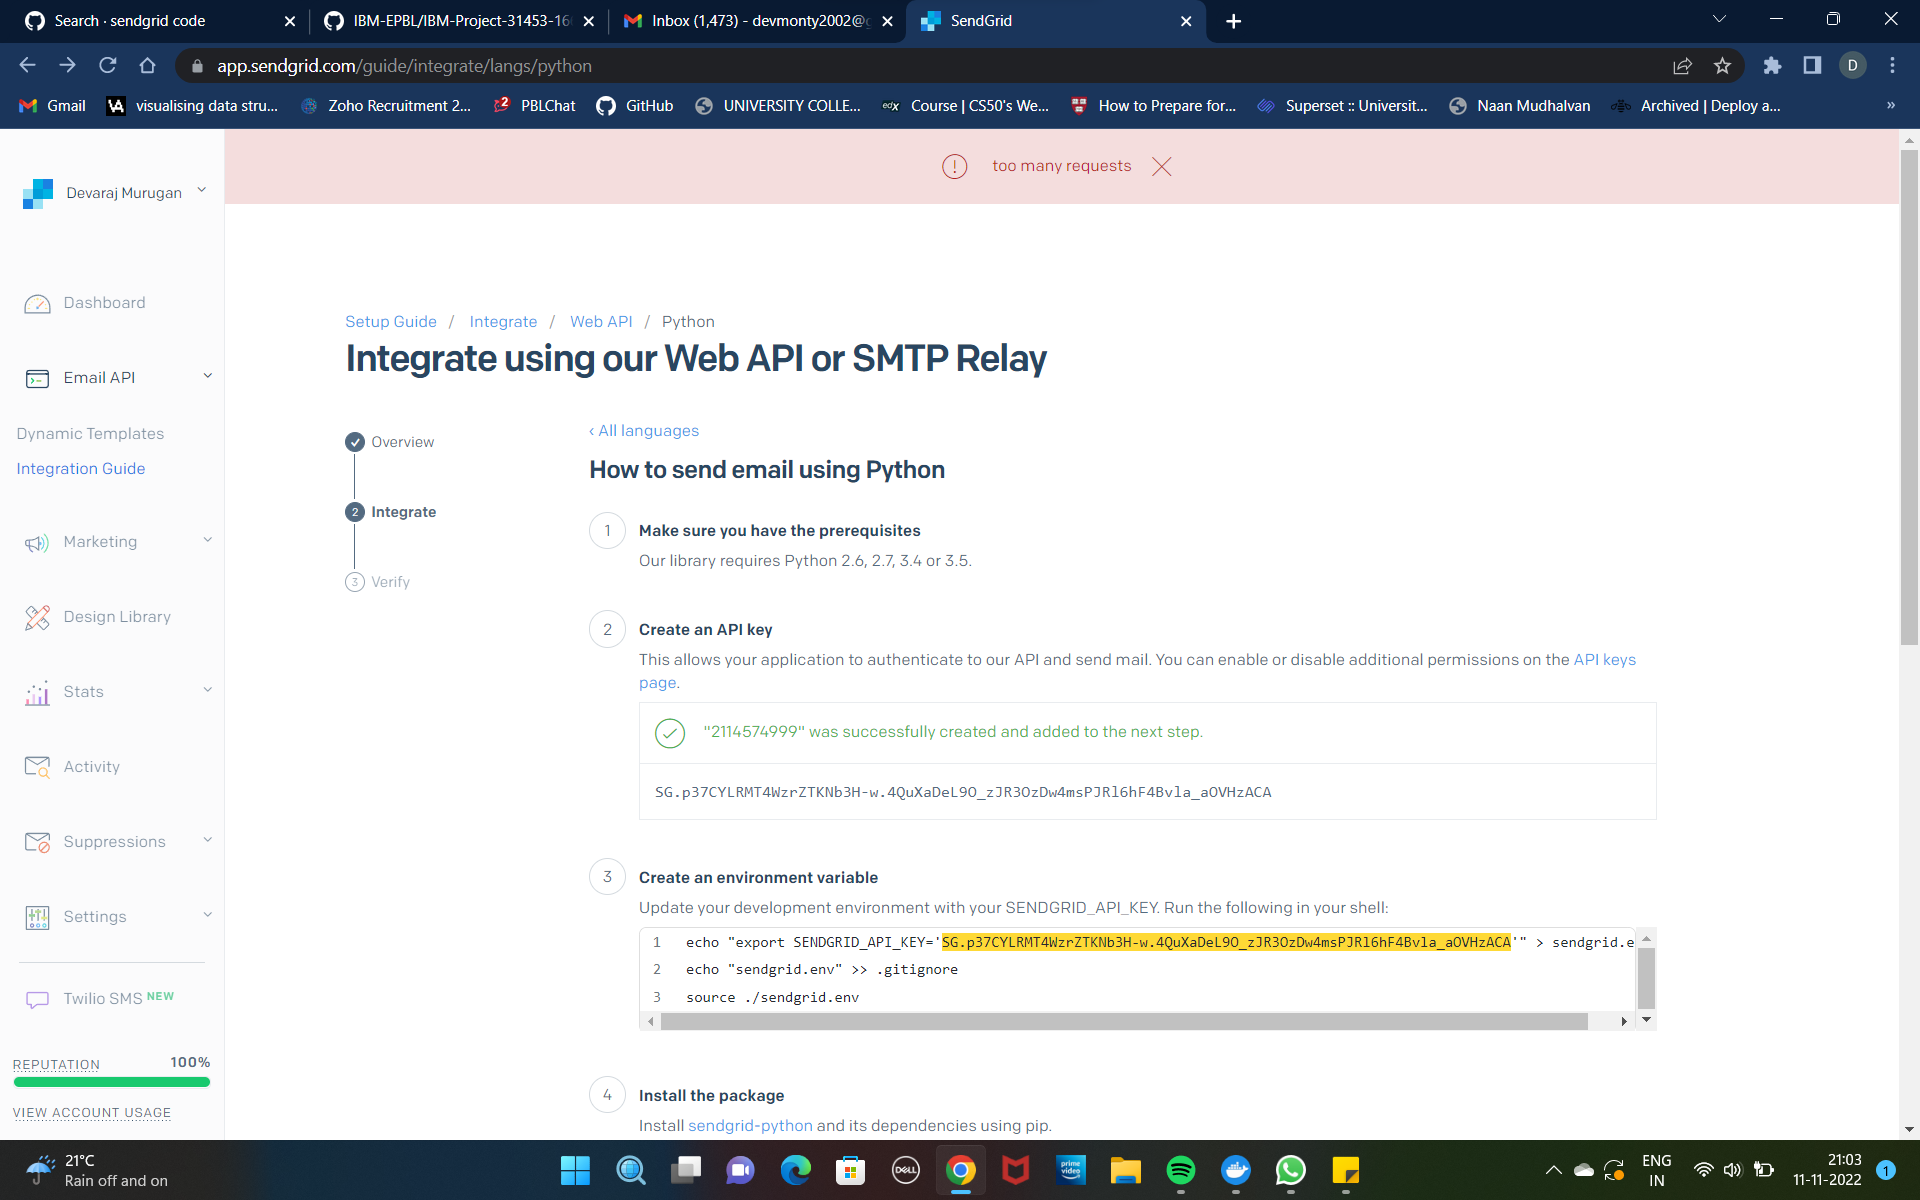 Search · sendgrid code
IBM-EPBL/IBM-Project-31453-16
Inbox (1,473) - devmonty2002@g
SendGrid
app.sendgrid.com/guide/integrate/langs/python
D
Gmail
VA visualising data stru...
Zoho Recruitment 2...
2 PBLChat
GitHub
UNIVERSITY COLLE...
edX Course | CS50's We...
How to Prepare for...
Superset :: Universit...
Naan Mudhalvan
Archived | Deploy a...
»
too many requests
Devaraj Murugan
Dashboard
Email API
Dynamic Templates
Integration Guide
Marketing
Design Library
Stats
Activity
Suppressions
Settings
Twilio SMS NEW
REPUTATION 100%
VIEW ACCOUNT USAGE
Setup Guide / Integrate / Web API / Python
Integrate using our Web API or SMTP Relay
Overview
2 Integrate
3 Verify
‹ All languages
How to send email using Python
1 Make sure you have the prerequisites
Our library requires Python 2.6, 2.7, 3.4 or 3.5.
2 Create an API key
This allows your application to authenticate to our API and send mail. You can enable or disable additional permissions on the API keys
page.
"2114574999" was successfully created and added to the next step.
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
3 Create an environment variable
Update your development environment with your SENDGRID_API_KEY. Run the following in your shell:
1 echo "export SENDGRID_API_KEY='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'" > sendgrid.e
2 echo "sendgrid.env" >> .gitignore
3 source ./sendgrid.env
4 Install the package
Install sendgrid-python and its dependencies using pip.
21°C
Rain off and on
DELL
prime video
ENG
IN
21:03
11-11-2022
1